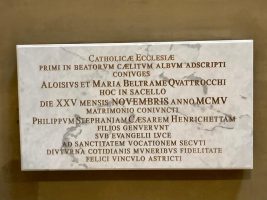 CATHOLICÆ ECCLESIÆ
PRIMI IN BEATORVM CÆLITVM ALBVM ADSCRIPTI
CONIVGES
ALOISIVS ET MARIA BELTRAME QVATTROCCHI
HOC IN SACELLO
DIE XXV MENSIS NOVEMBRIS ANNO MCMV
MATRIMONIO CONIVNCTI
PHILIPPVM STEPHANIAM CÆSAREM HENRICHETTAM
FILIOS GENVERVNT
SVB EVANGELII LVCE
AD SANCTITATEM VOCATIONEM SECVTI
DIVTVRNA COTIDIANIS MVNERIBVS FIDELITATE
FELICI VINCVLO ASTRICTI